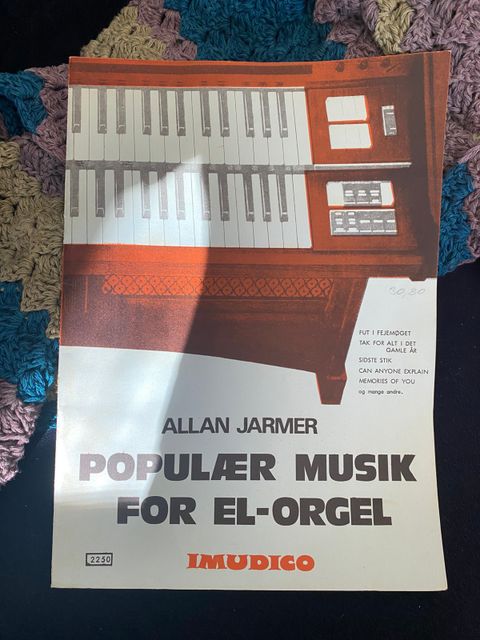 30,80
FUT I FEJEMØGET
TAK FOR ALT I DET
GAMLE ÅR
SIDSTE STIK
CAN ANYONE EXPLAIN
MEMORIES OF YOU
og mange andre.
ALLAN JARMER
POPULÆR MUSIK
FOR EL-ORGEL
2250
IMUDICO